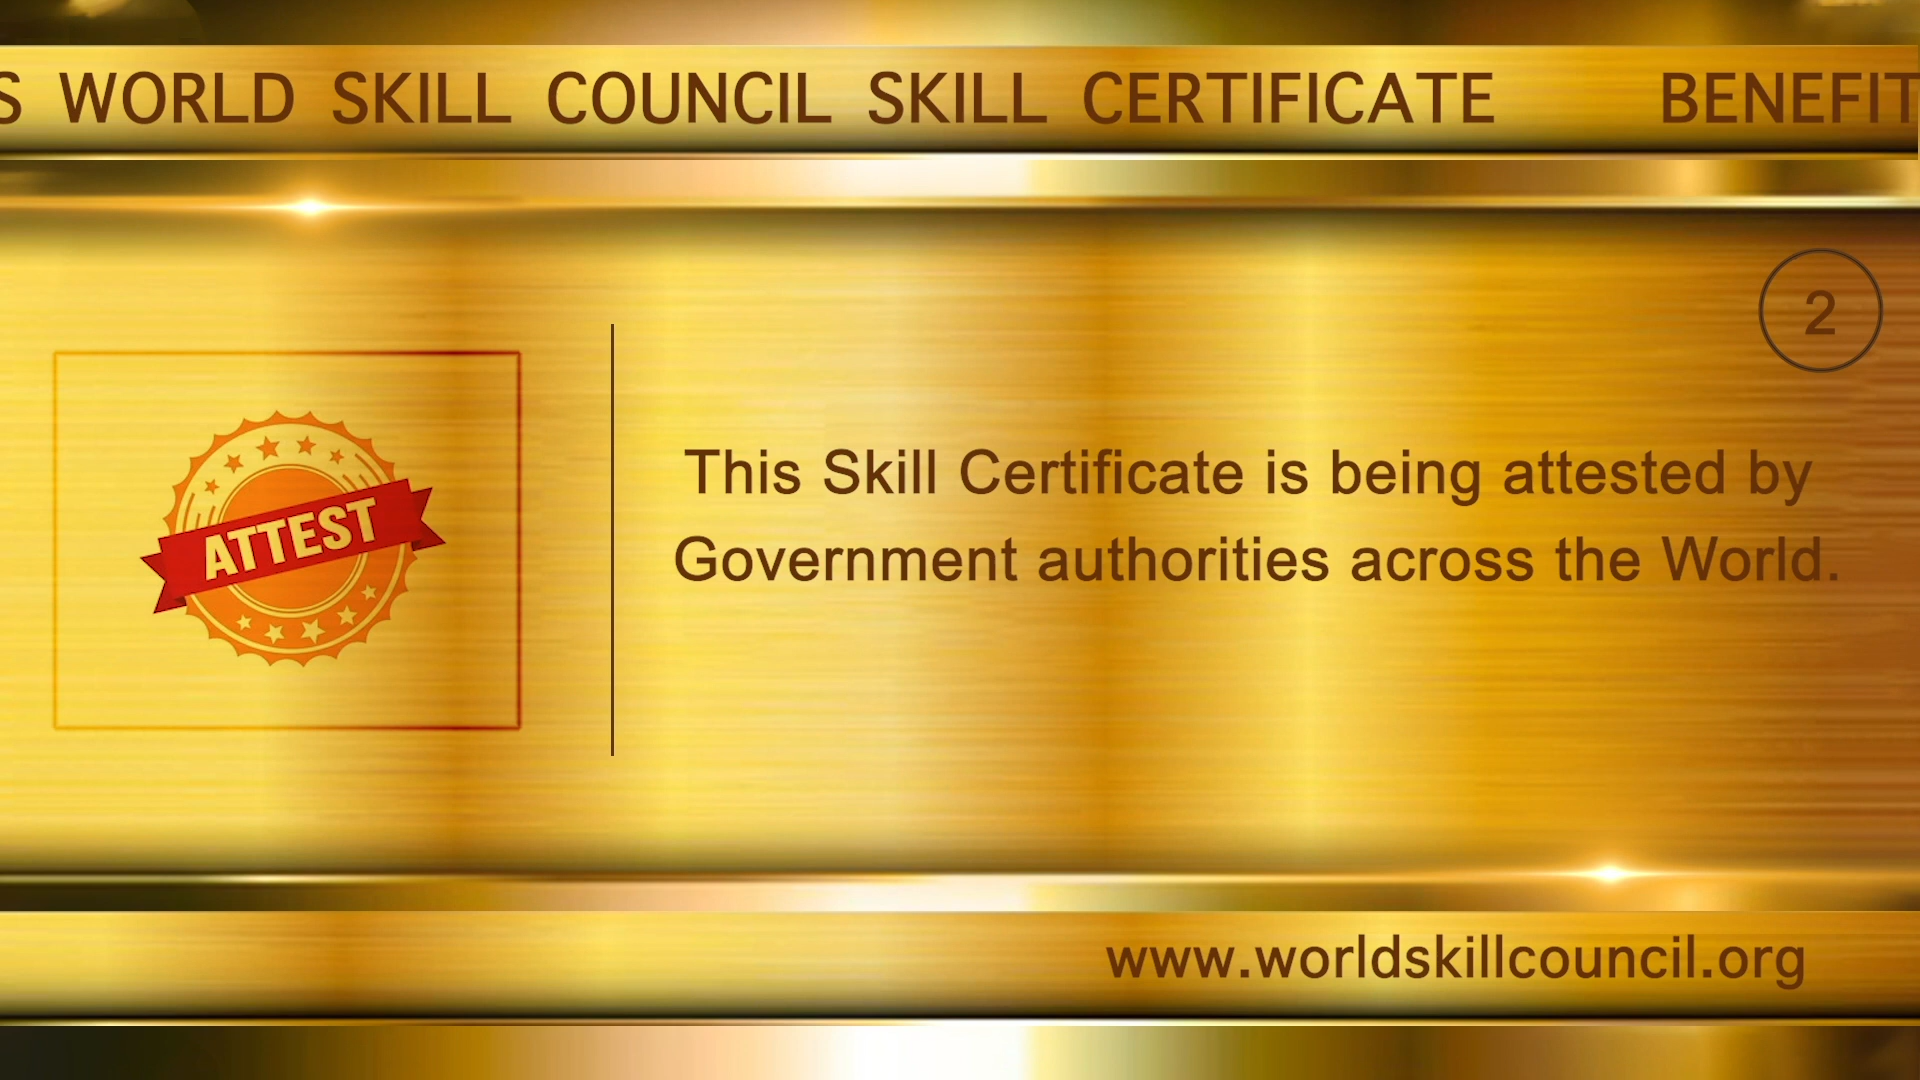 S WORLD SKILL COUNCIL SKILL CERTIFICATE BENEFIT
2
ATTEST
This Skill Certificate is being attested by
Government authorities across the World.
www.worldskillcouncil.org